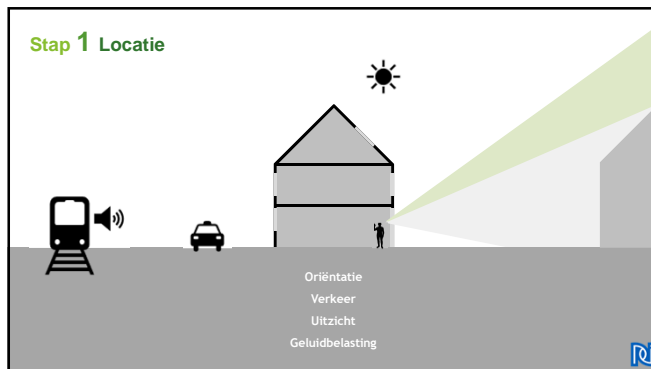 Stap 1 Locatie
Oriëntatie
Verkeer
Uitzicht
Geluidbelasting